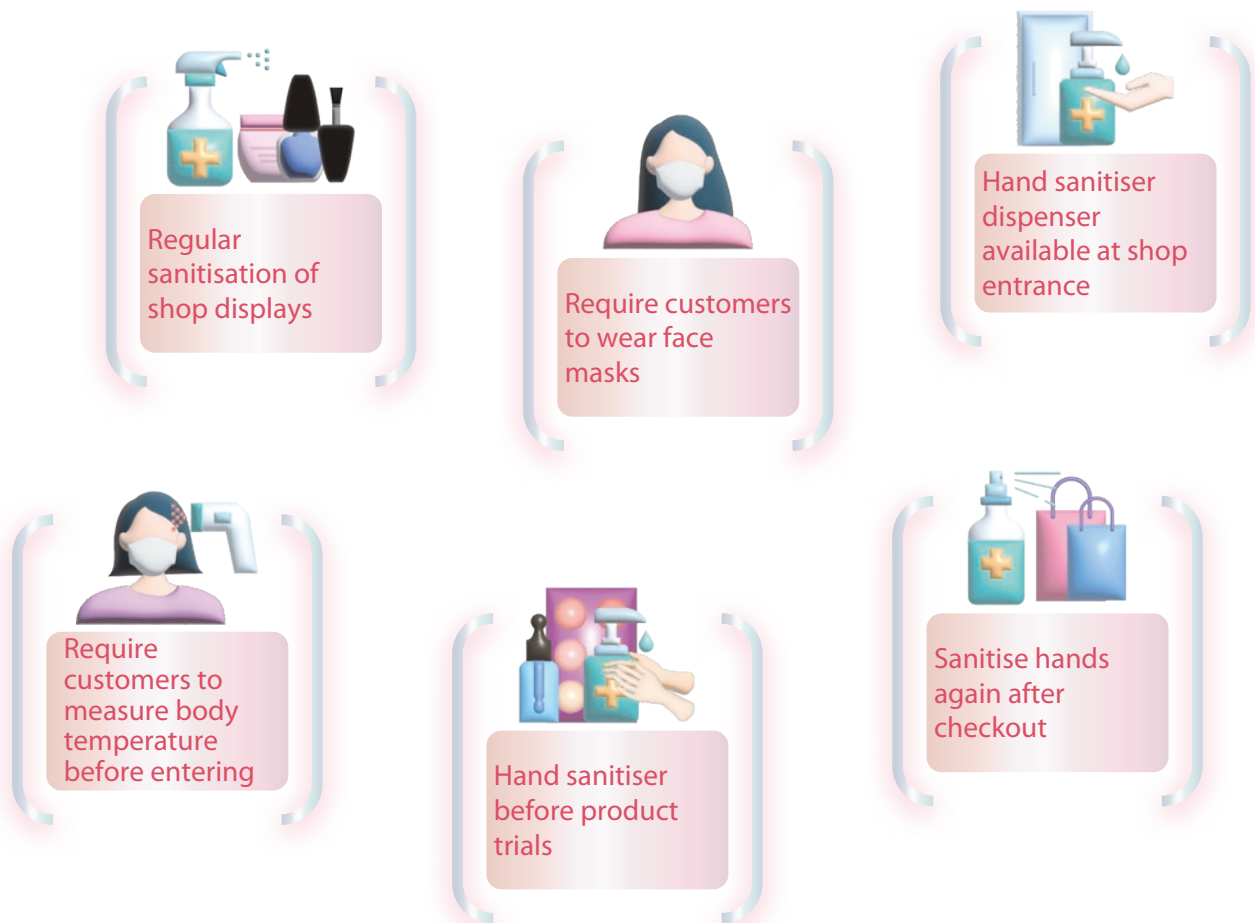 Regular
sanitisation of
shop displays
Require customers
to wear face
masks
Hand sanitiser
dispenser
available at shop
entrance
Require
customers to
measure body
temperature
before entering
Hand sanitiser
before product
trials
Sanitise hands
again after
checkout